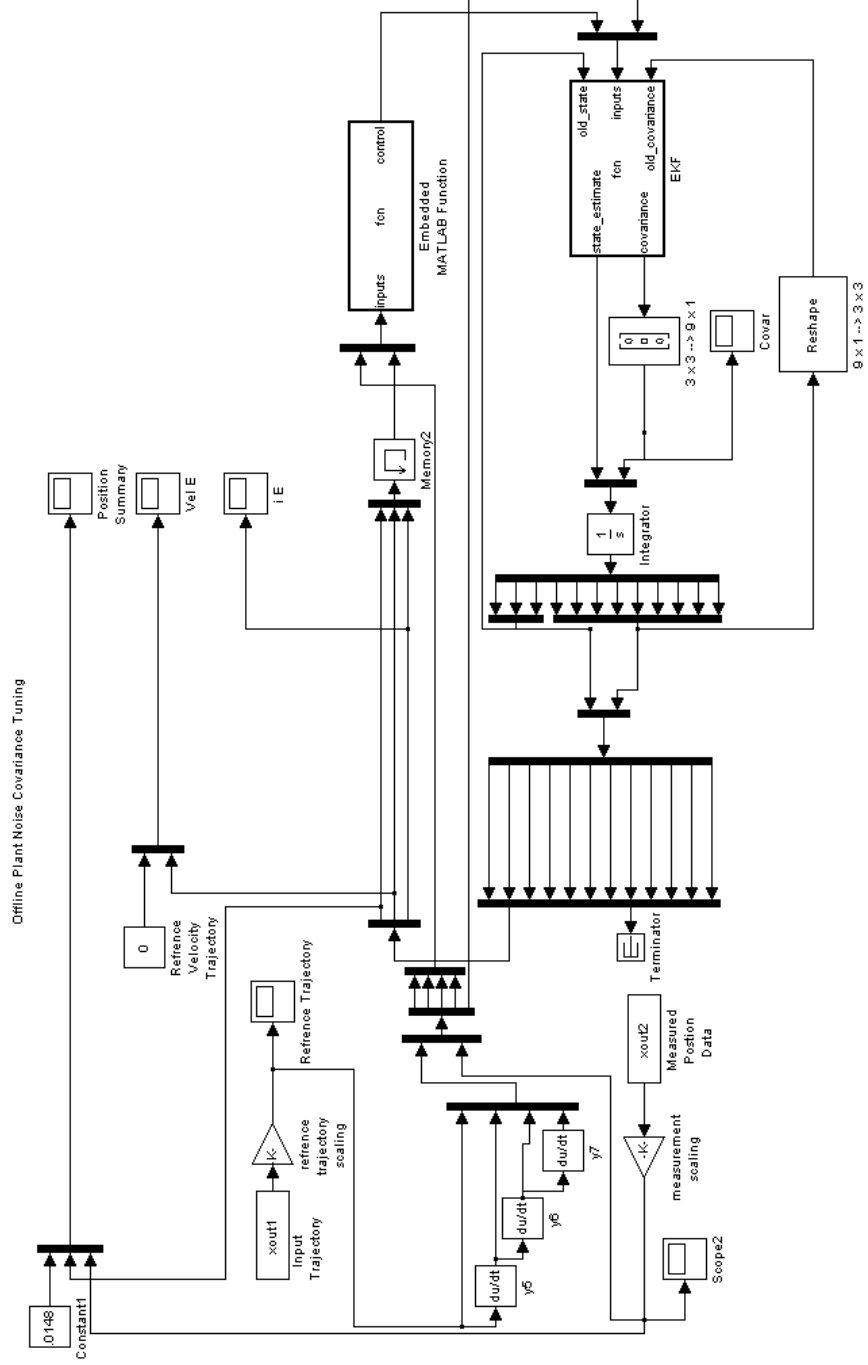 Offline Plant Noise Covariance Tuning
.0148
Constant1
Position
Summary
0
Refrence
Velocity
Trajectory
Vel E
xout1
Input
Trajectory
-K-
refrence
trajectory
scaling
Refrence Trajectory
i E
Memory2
inputs
fcn
control
Embedded
MATLAB Function
du/dt
y5
du/dt
y6
du/dt
y7
xout2
Measured
Postion
Data
-K-
measurement
scaling
Scope2
Terminator
1
s
Integrator
3 x 3 --> 9 x 1
Covar
state_estimate
covariance
fcn
old_state
inputs
old_covariance
EKF
Reshape
9 x 1 --> 3 x 3